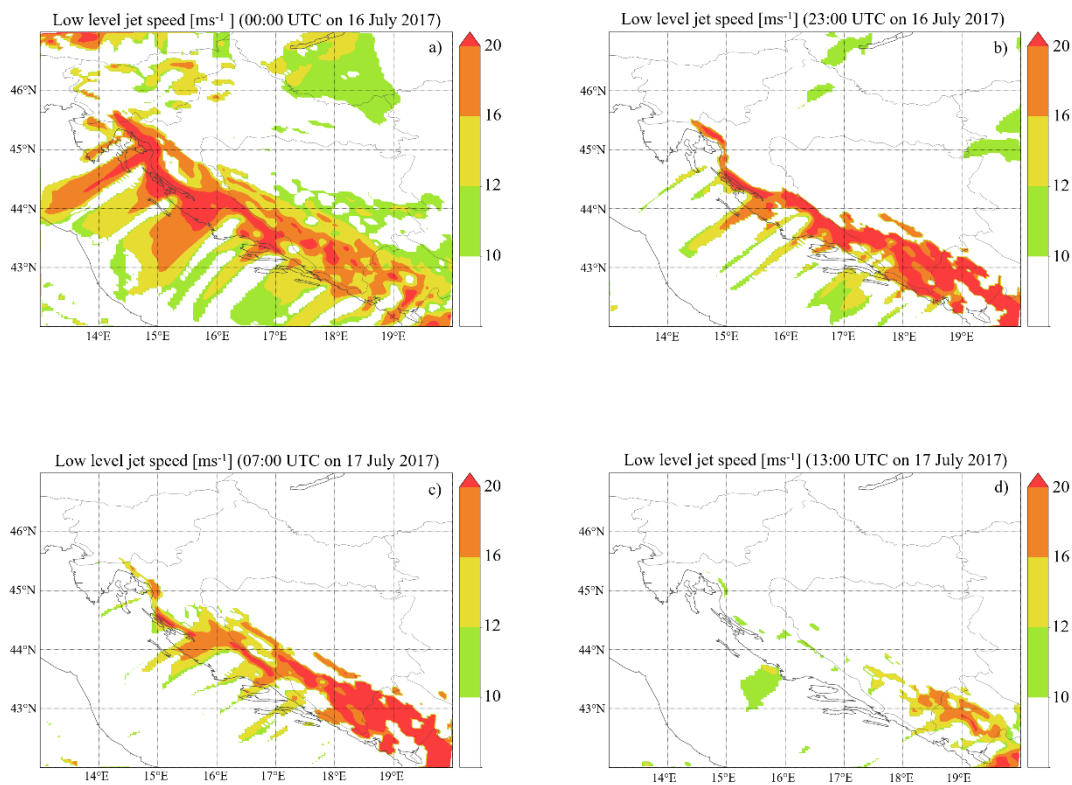 Low level jet speed [ms-1 ] (00:00 UTC on 16 July 2017)
a)
46°N
45°N
44°N
43°N
14°E 15°E 16°E 17°E 18°E 19°E
20
16
12
10
Low level jet speed [ms-1] (23:00 UTC on 16 July 2017)
b)
46°N
45°N
44°N
43°N
14°E 15°E 16°E 17°E 18°E 19°E
20
16
12
10
Low level jet speed [ms-1] (07:00 UTC on 17 July 2017)
c)
46°N
45°N
44°N
43°N
14°E 15°E 16°E 17°E 18°E 19°E
20
16
12
10
Low level jet speed [ms-1] (13:00 UTC on 17 July 2017)
d)
46°N
45°N
44°N
43°N
14°E 15°E 16°E 17°E 18°E 19°E
20
16
12
10